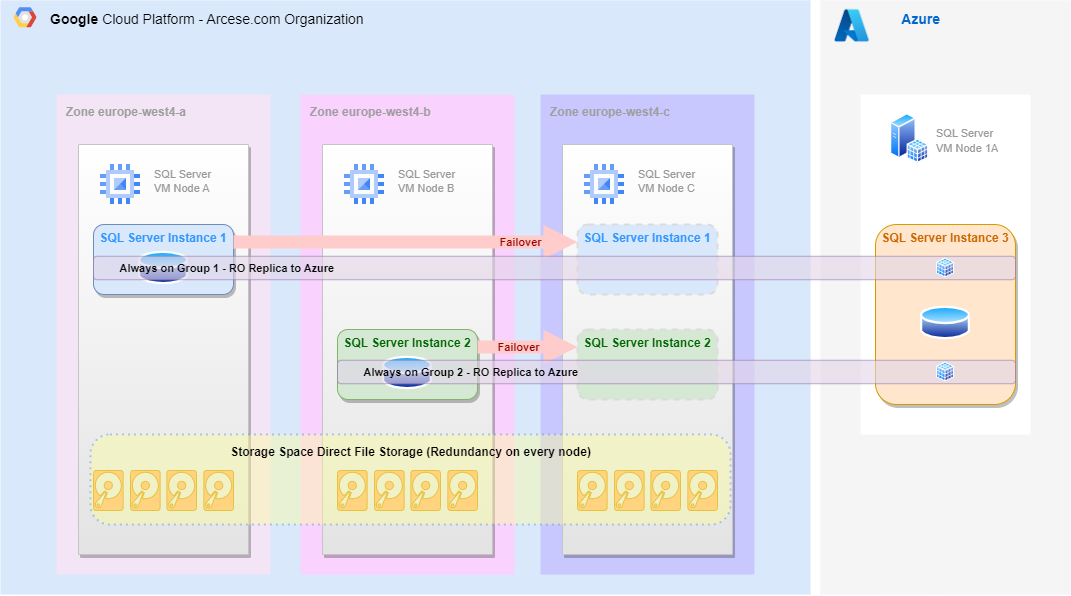 Google Cloud Platform - Arcese.com Organization
Azure
Zone europe-west4-a
Zone europe-west4-b
Zone europe-west4-c
SQL Server
VM Node A
SQL Server
VM Node B
SQL Server
VM Node C
SQL Server
VM Node 1A
SQL Server Instance 1
Failover
SQL Server Instance 1
SQL Server Instance 3
Always on Group 1 - RO Replica to Azure
SQL Server Instance 2
Failover
SQL Server Instance 2
Always on Group 2 - RO Replica to Azure
Storage Space Direct File Storage (Redundancy on every node)